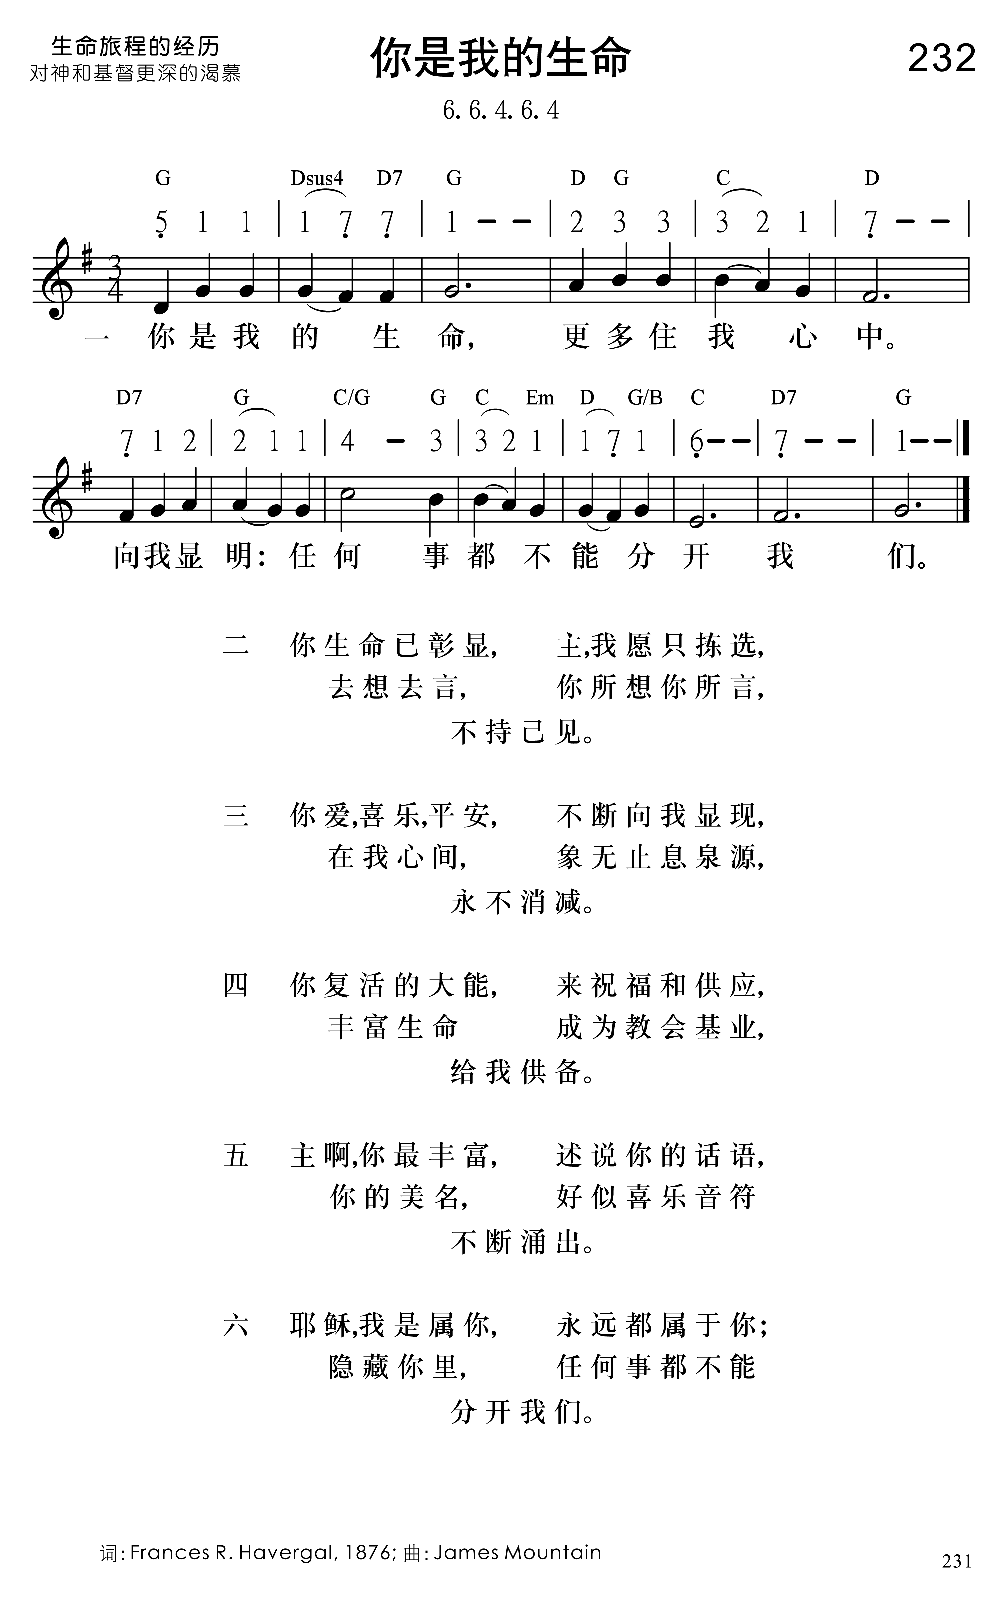 生命旅程的经历
对神和基督更深的渴慕
你是我的生命
232
6. 6. 4. 6. 4
G Dsus4 D7 G D G C D
5 1 1 | 1 7 7 | 1 – – | 2 3 3 | 3 2 1 | 7 – – |
3
4
一 你是我 的 生 命, 更多住 我 心 中。
D7 G C/G G C Em D G/B C D7 G
7 1 2 | 2 1 1 | 4 – 3 | 3 2 1 | 1 7 1 | 6 – – | 7 – – | 1 – – ‖
向我显 明: 任 何 事 都 不 能 分 开 我 们。
二 你生命已彰显, 主,我愿只拣选,
去想去言, 你所想你所言,
不持己见。
三 你爱,喜乐,平安, 不断向我显现,
在我心间, 象无止息泉源,
永不消减。
四 你复活的大能, 来祝福和供应,
丰富生命 成为教会基业,
给我供备。
五 主啊,你最丰富, 述说你的话语,
你的美名, 好似喜乐音符
不断涌出。
六 耶稣,我是属你, 永远都属于你;
隐藏你里, 任何事都不能
分开我们。
词: Frances R. Havergal, 1876; 曲: James Mountain
231